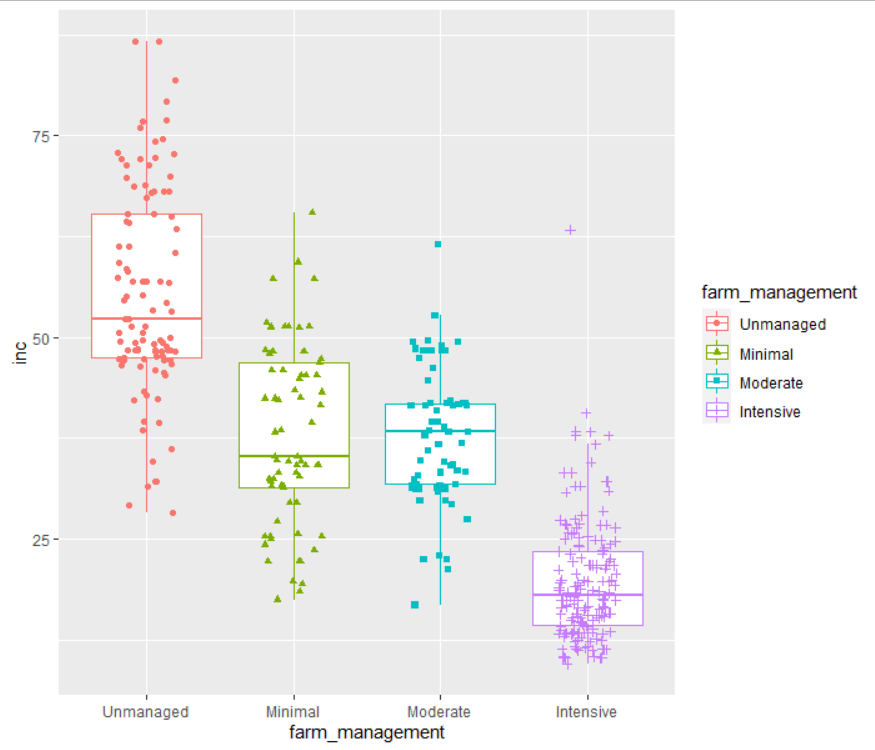 75
50
25
inc
Unmanaged
Minimal
Moderate
Intensive
farm_management
farm_management
Unmanaged
Minimal
Moderate
Intensive